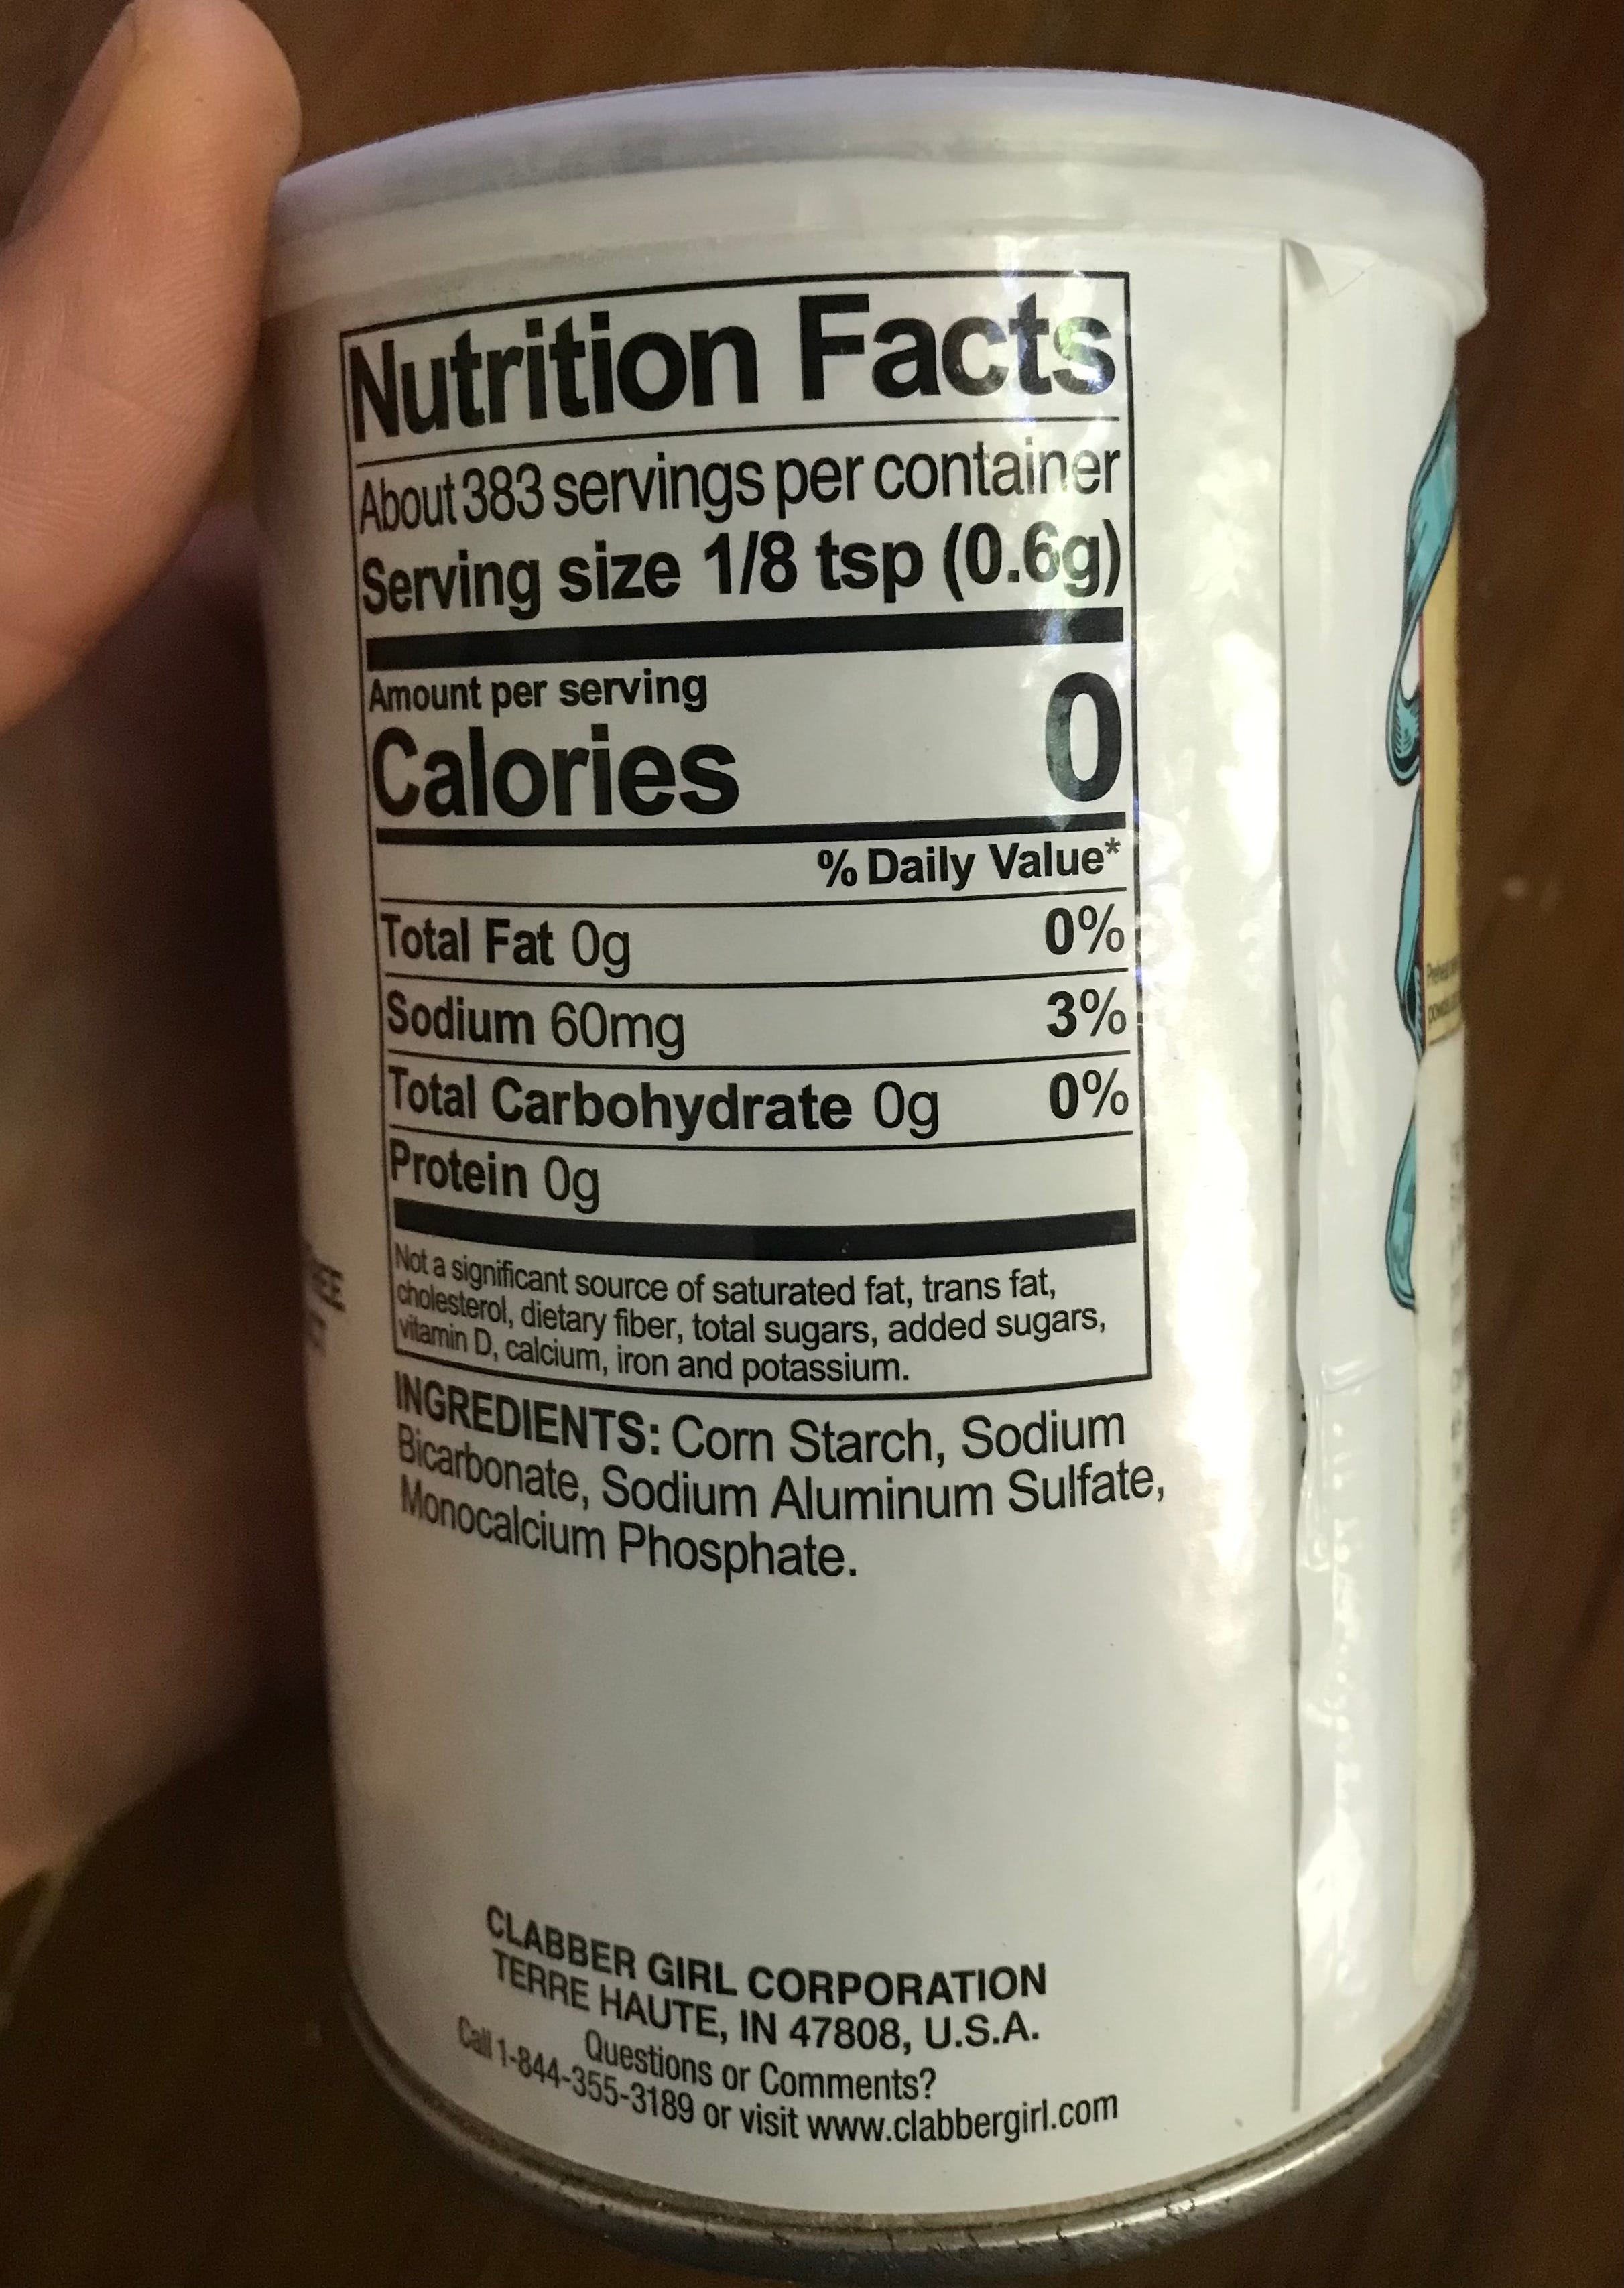 Nutrition Facts
About 383 servings per container
Serving size 1/8 tsp (0.6g)
Amount per serving
Calories 0
% Daily Value*
Total Fat 0g 0%
Sodium 60mg 3%
Total Carbohydrate 0g 0%
Protein 0g
Not a significant source of saturated fat, trans fat,
cholesterol, dietary fiber, total sugars, added sugars,
vitamin D, calcium, iron and potassium.
INGREDIENTS: Corn Starch, Sodium
Bicarbonate, Sodium Aluminum Sulfate,
Monocalcium Phosphate.
CLABBER GIRL CORPORATION
TERRE HAUTE, IN 47808, U.S.A.
Questions or Comments?
Call 1-844-355-3189 or visit www.clabbergirl.com